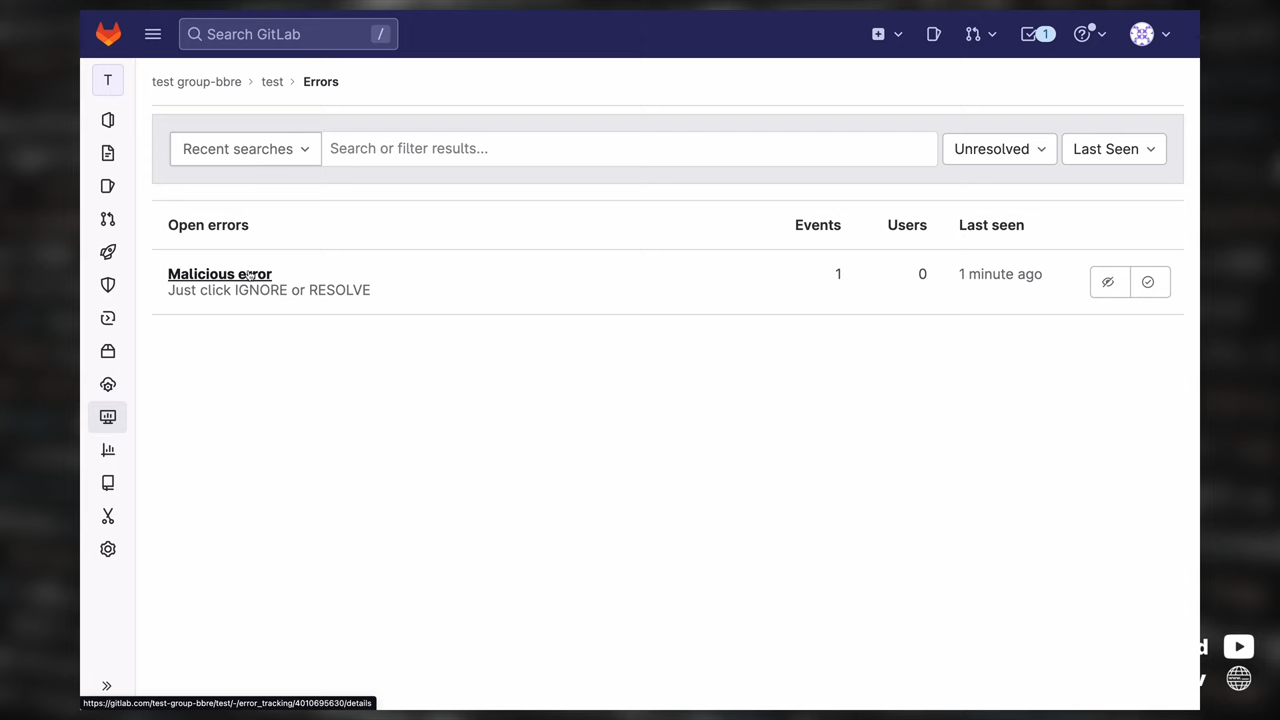 Search GitLab
/
1
T
test group-bbre > test > Errors
Recent searches
Search or filter results...
Unresolved
Last Seen
Open errors
Events
Users
Last seen
Malicious error
1
0
1 minute ago
Just click IGNORE or RESOLVE
d
https://gitlab.com/test-group-bbre/test/-/error_tracking/4010695630/details